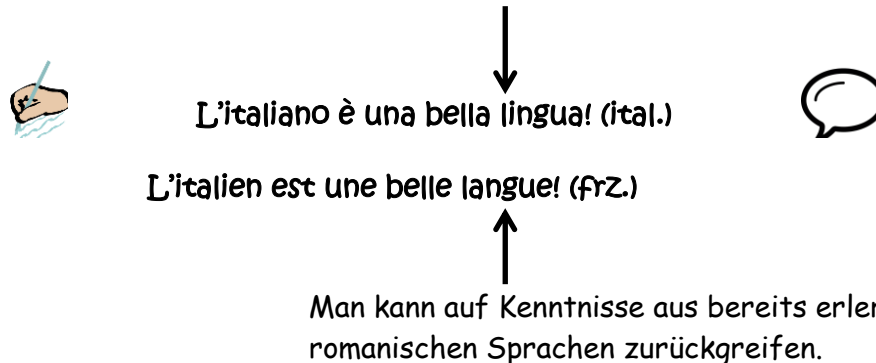 L'italiano è una bella lingua! (ital.)
L'italien est une belle langue! (frz.)
Man kann auf Kenntnisse aus bereits
romanischen Sprachen zurückgreifen.